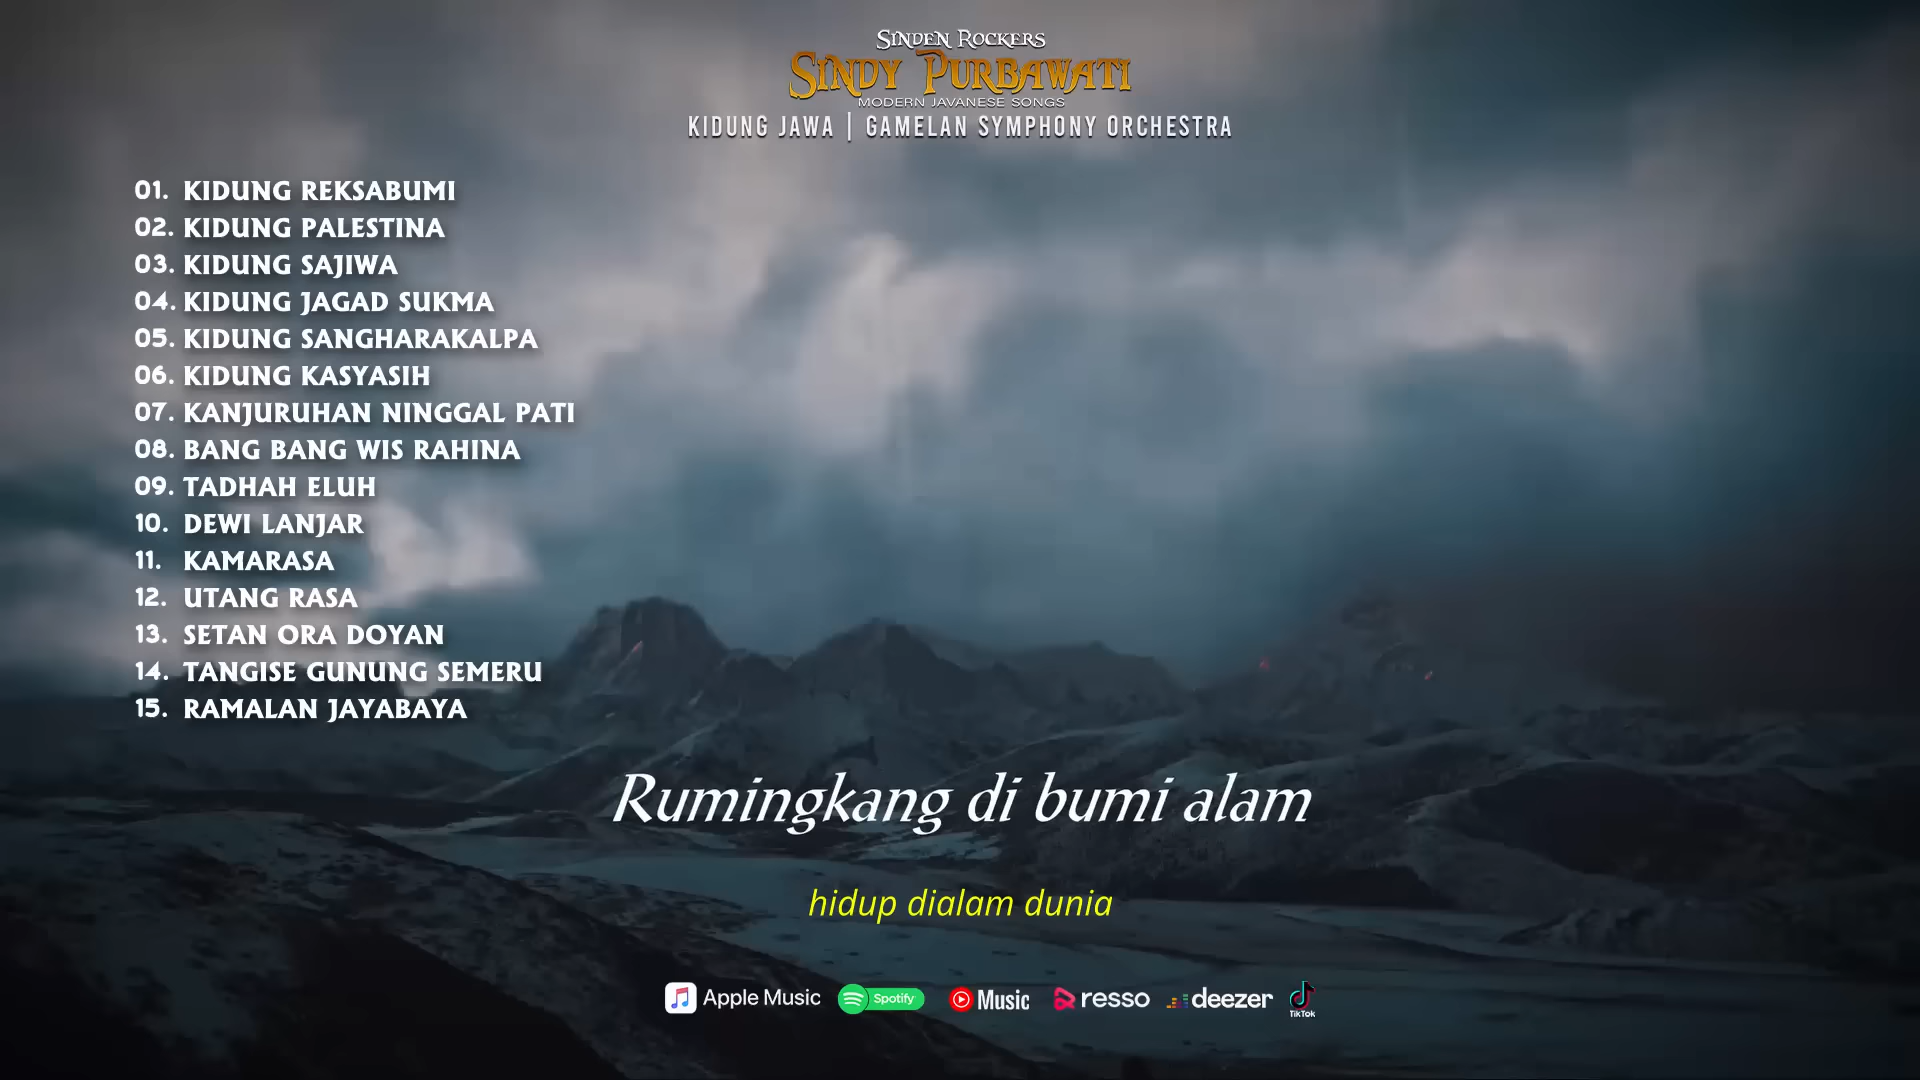 SINDEN ROCKERS
SINDY PURBAWATI
MODERN JAVANESE SONGS
KIDUNG JAWA | GAMELAN SYMPHONY ORCHESTRA
01. KIDUNG REKSABUMI
02. KIDUNG PALESTINA
03. KIDUNG SAJIWA
04. KIDUNG JAGAD SUKMA
05. KIDUNG SANGHARAKALPA
06. KIDUNG KASYASIH
07. KANJURUHAN NINGGAL PATI
08. BANG BANG WIS RAHINA
09. TADHAH ELUH
10. DEWI LANJAR
11. KAMARASA
12. UTANG RASA
13. SETAN ORA DOYAN
14. TANGISE GUNUNG SEMERU
15. RAMALAN JAYABAYA
Rumingkang di bumi alam
hidup dialam dunia
Apple Music Spotify Music resso deezer TikTok